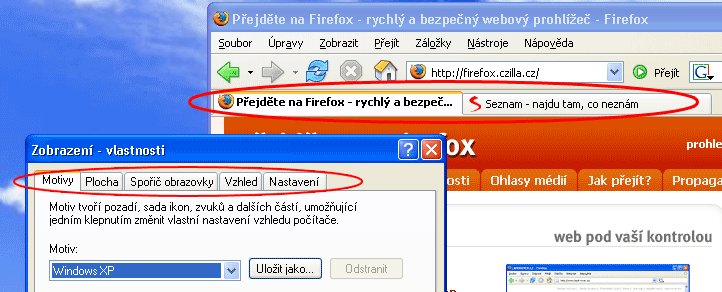 Přejděte na Firefox - rychlý a bezpečný webový prohlížeč - Firefox
Soubor Úpravy Zobrazit Přejít Záložky Nástroje Nápověda
http://firefox.czilla.cz/ Přejít G
Přejděte na Firefox - rychlý a bezpeč... Seznam - najdu tam, co neznám
fox
prohle
osti Ohlasy médií Jak přejít? Propaga
web pod vaší kontrolou
Zobrazení - vlastnosti
Motivy Plocha Spořič obrazovky Vzhled Nastavení
Motiv tvoří pozadí, sada ikon, zvuků a dalších částí, umožňující
jedním klepnutím změnit vlastní nastavení vzhledu počítače.
Motiv:
Windows XP Uložit jako... Odstranit